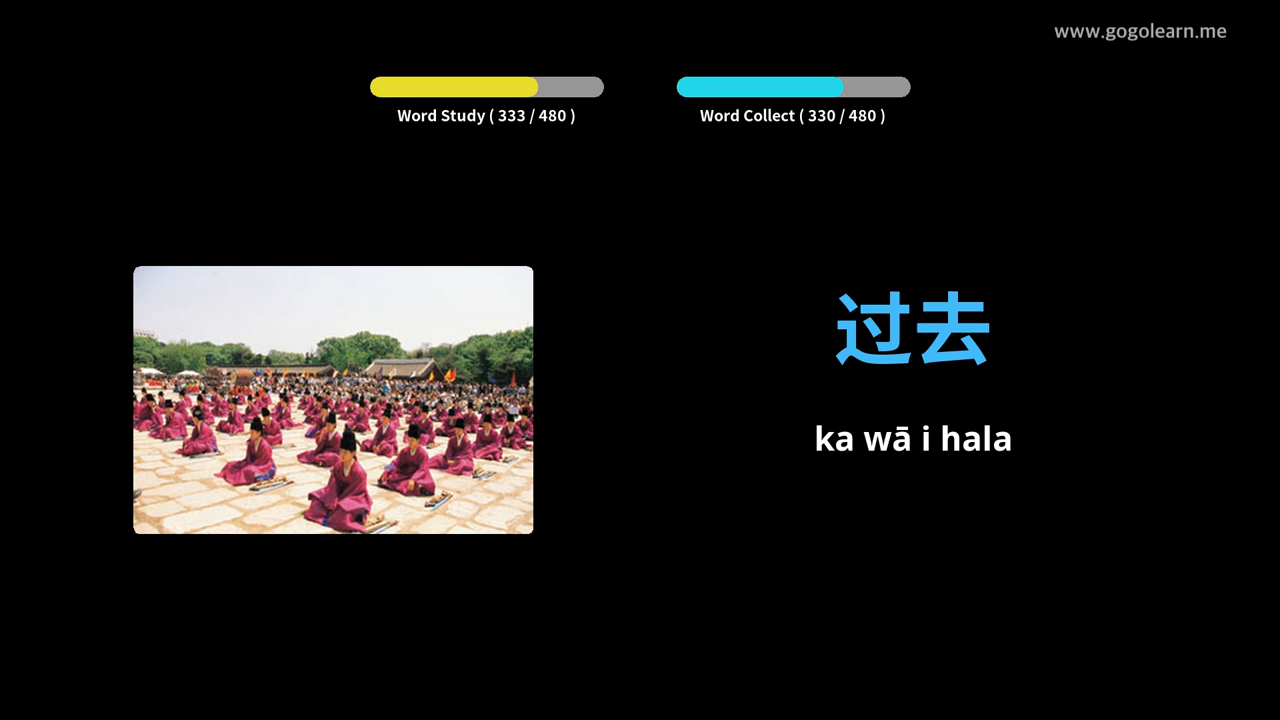 www.gogolearn.me
Word Study ( 333 / 480 )
Word Collect ( 330 / 480 )
过去
ka wā i hala